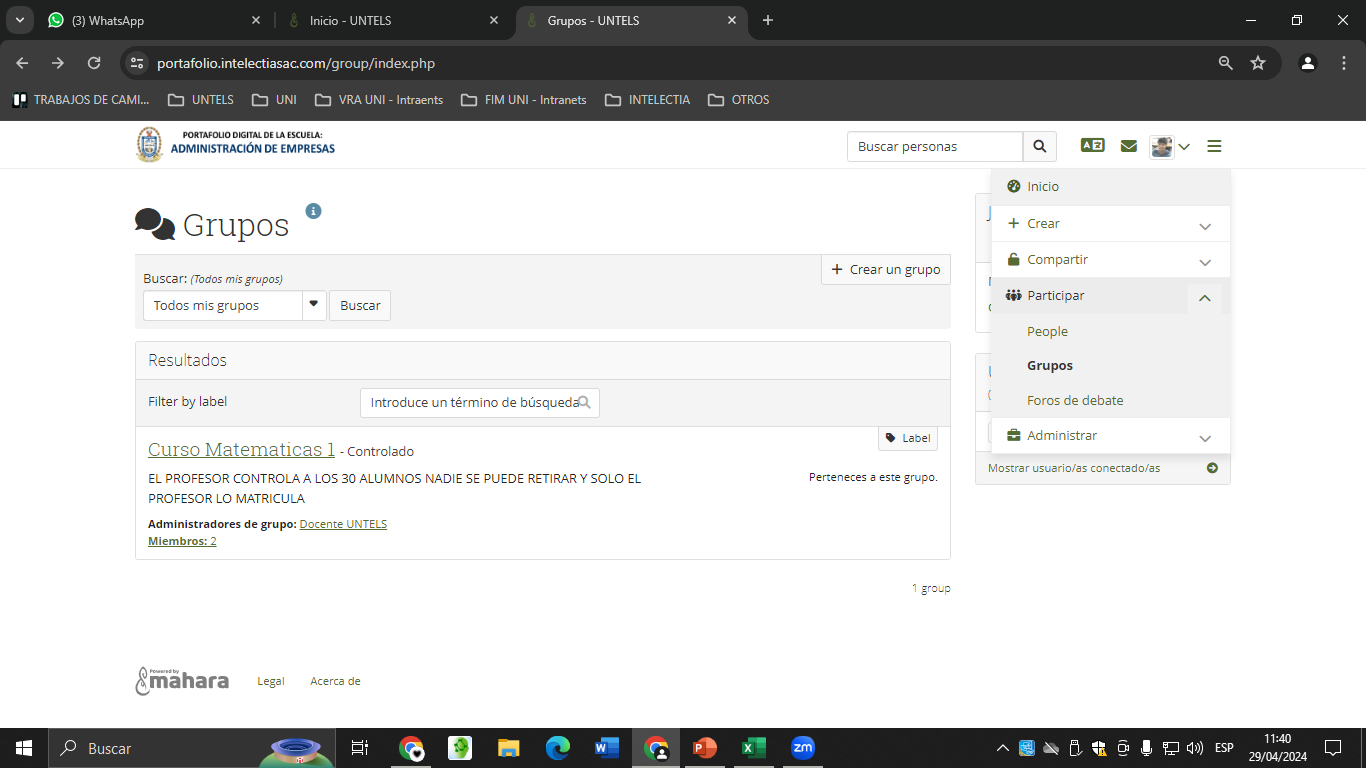 (3) WhatsApp
Inicio - UNTELS
Grupos - UNTELS
portafolio.intelectiasac.com/group/index.php
TRABAJOS DE CAMI...
UNTELS
UNI
VRA UNI - Intraents
FIM UNI - Intranets
INTELECTIA
OTROS
PORTAFOLIO DIGITAL DE LA ESCUELA:
ADMINISTRACIÓN DE EMPRESAS
Buscar personas
Inicio
Crear
Compartir
Participar
People
Grupos
Foros de debate
Administrar
Mostrar usuario/as conectado/as
Grupos
Crear un grupo
Buscar: (Todos mis grupos)
Todos mis grupos
Buscar
Resultados
Filter by label
Introduce un término de búsqueda
Curso Matematicas 1 - Controlado
Label
EL PROFESOR CONTROLA A LOS 30 ALUMNOS NADIE SE PUEDE RETIRAR Y SOLO EL
PROFESOR LO MATRICULA
Perteneces a este grupo.
Administradores de grupo: Docente UNTELS
Miembros: 2
1 group
Powered by
mahara
Legal
Acerca de
Buscar
ESP
11:40
29/04/2024